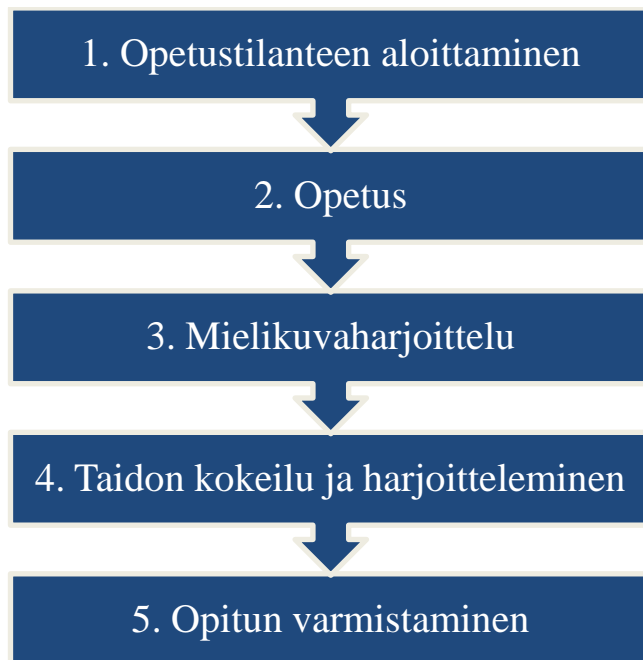 1. Opetustilanteen aloittaminen
2. Opetus
3. Mielikuvaharjoittelu
4. Taidon kokeilu ja harjoitteleminen
5. Opitun varmistaminen